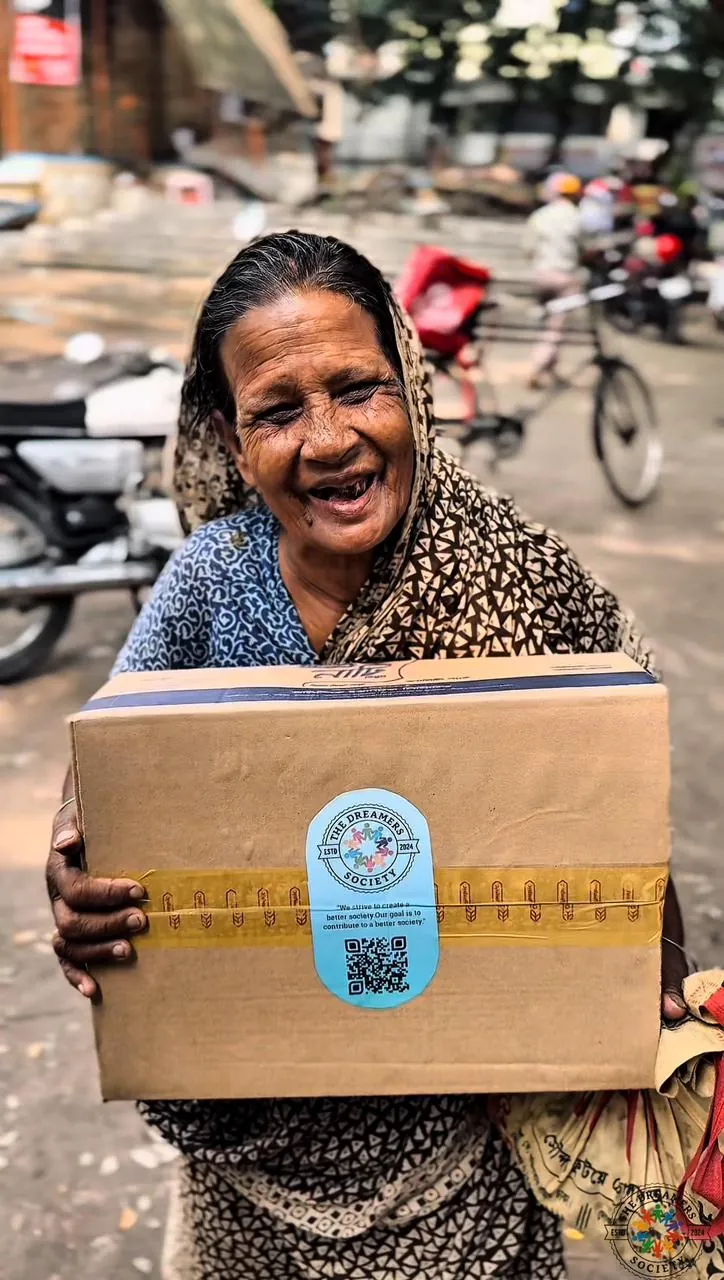 THE DREAMERS
ESTD 2024
SOCIETY
"We strive to create a
better society.Our goal is to
contribute to a better society."
THE DREAMERS
ESTD 2024
SOCIETY